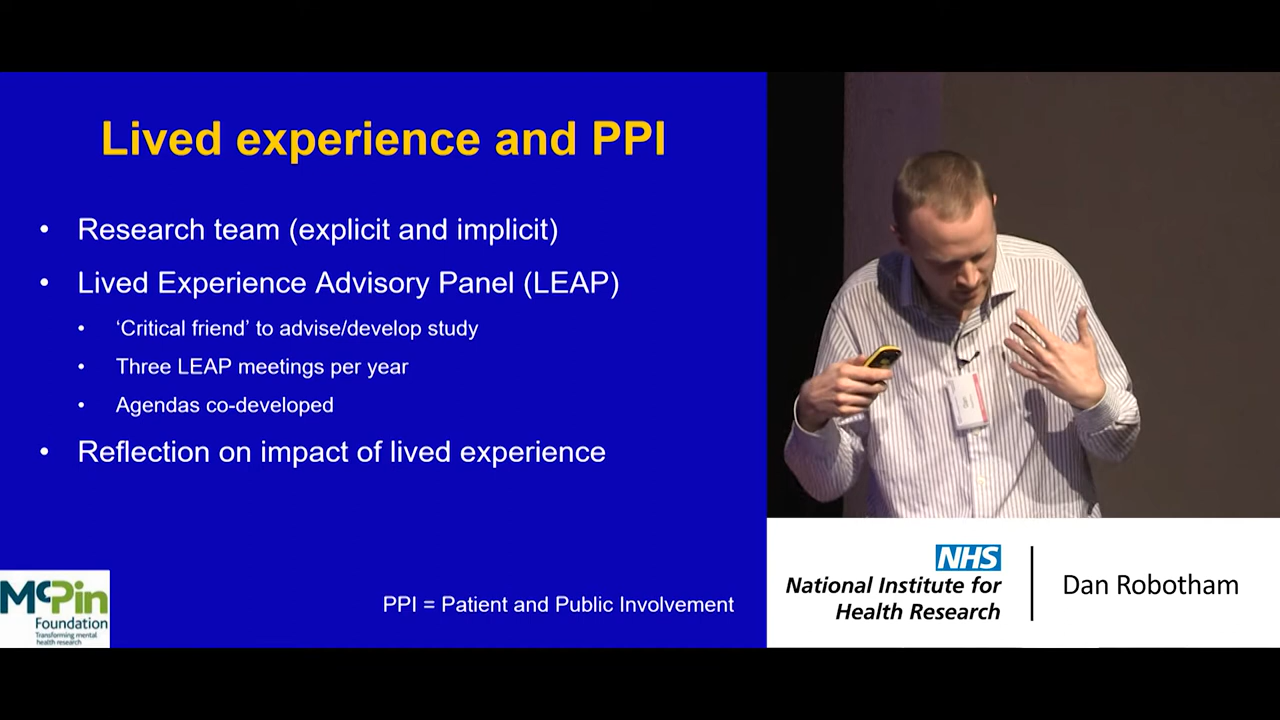 Lived experience and PPI
• Research team (explicit and implicit)
• Lived Experience Advisory Panel (LEAP)
• ‘Critical friend’ to advise/develop study
• Three LEAP meetings per year
• Agendas co-developed
• Reflection on impact of lived experience
McPin
Foundation
Transforming mental
health research
PPI = Patient and Public Involvement
NHS
National Institute for
Health Research
Dan Robotham